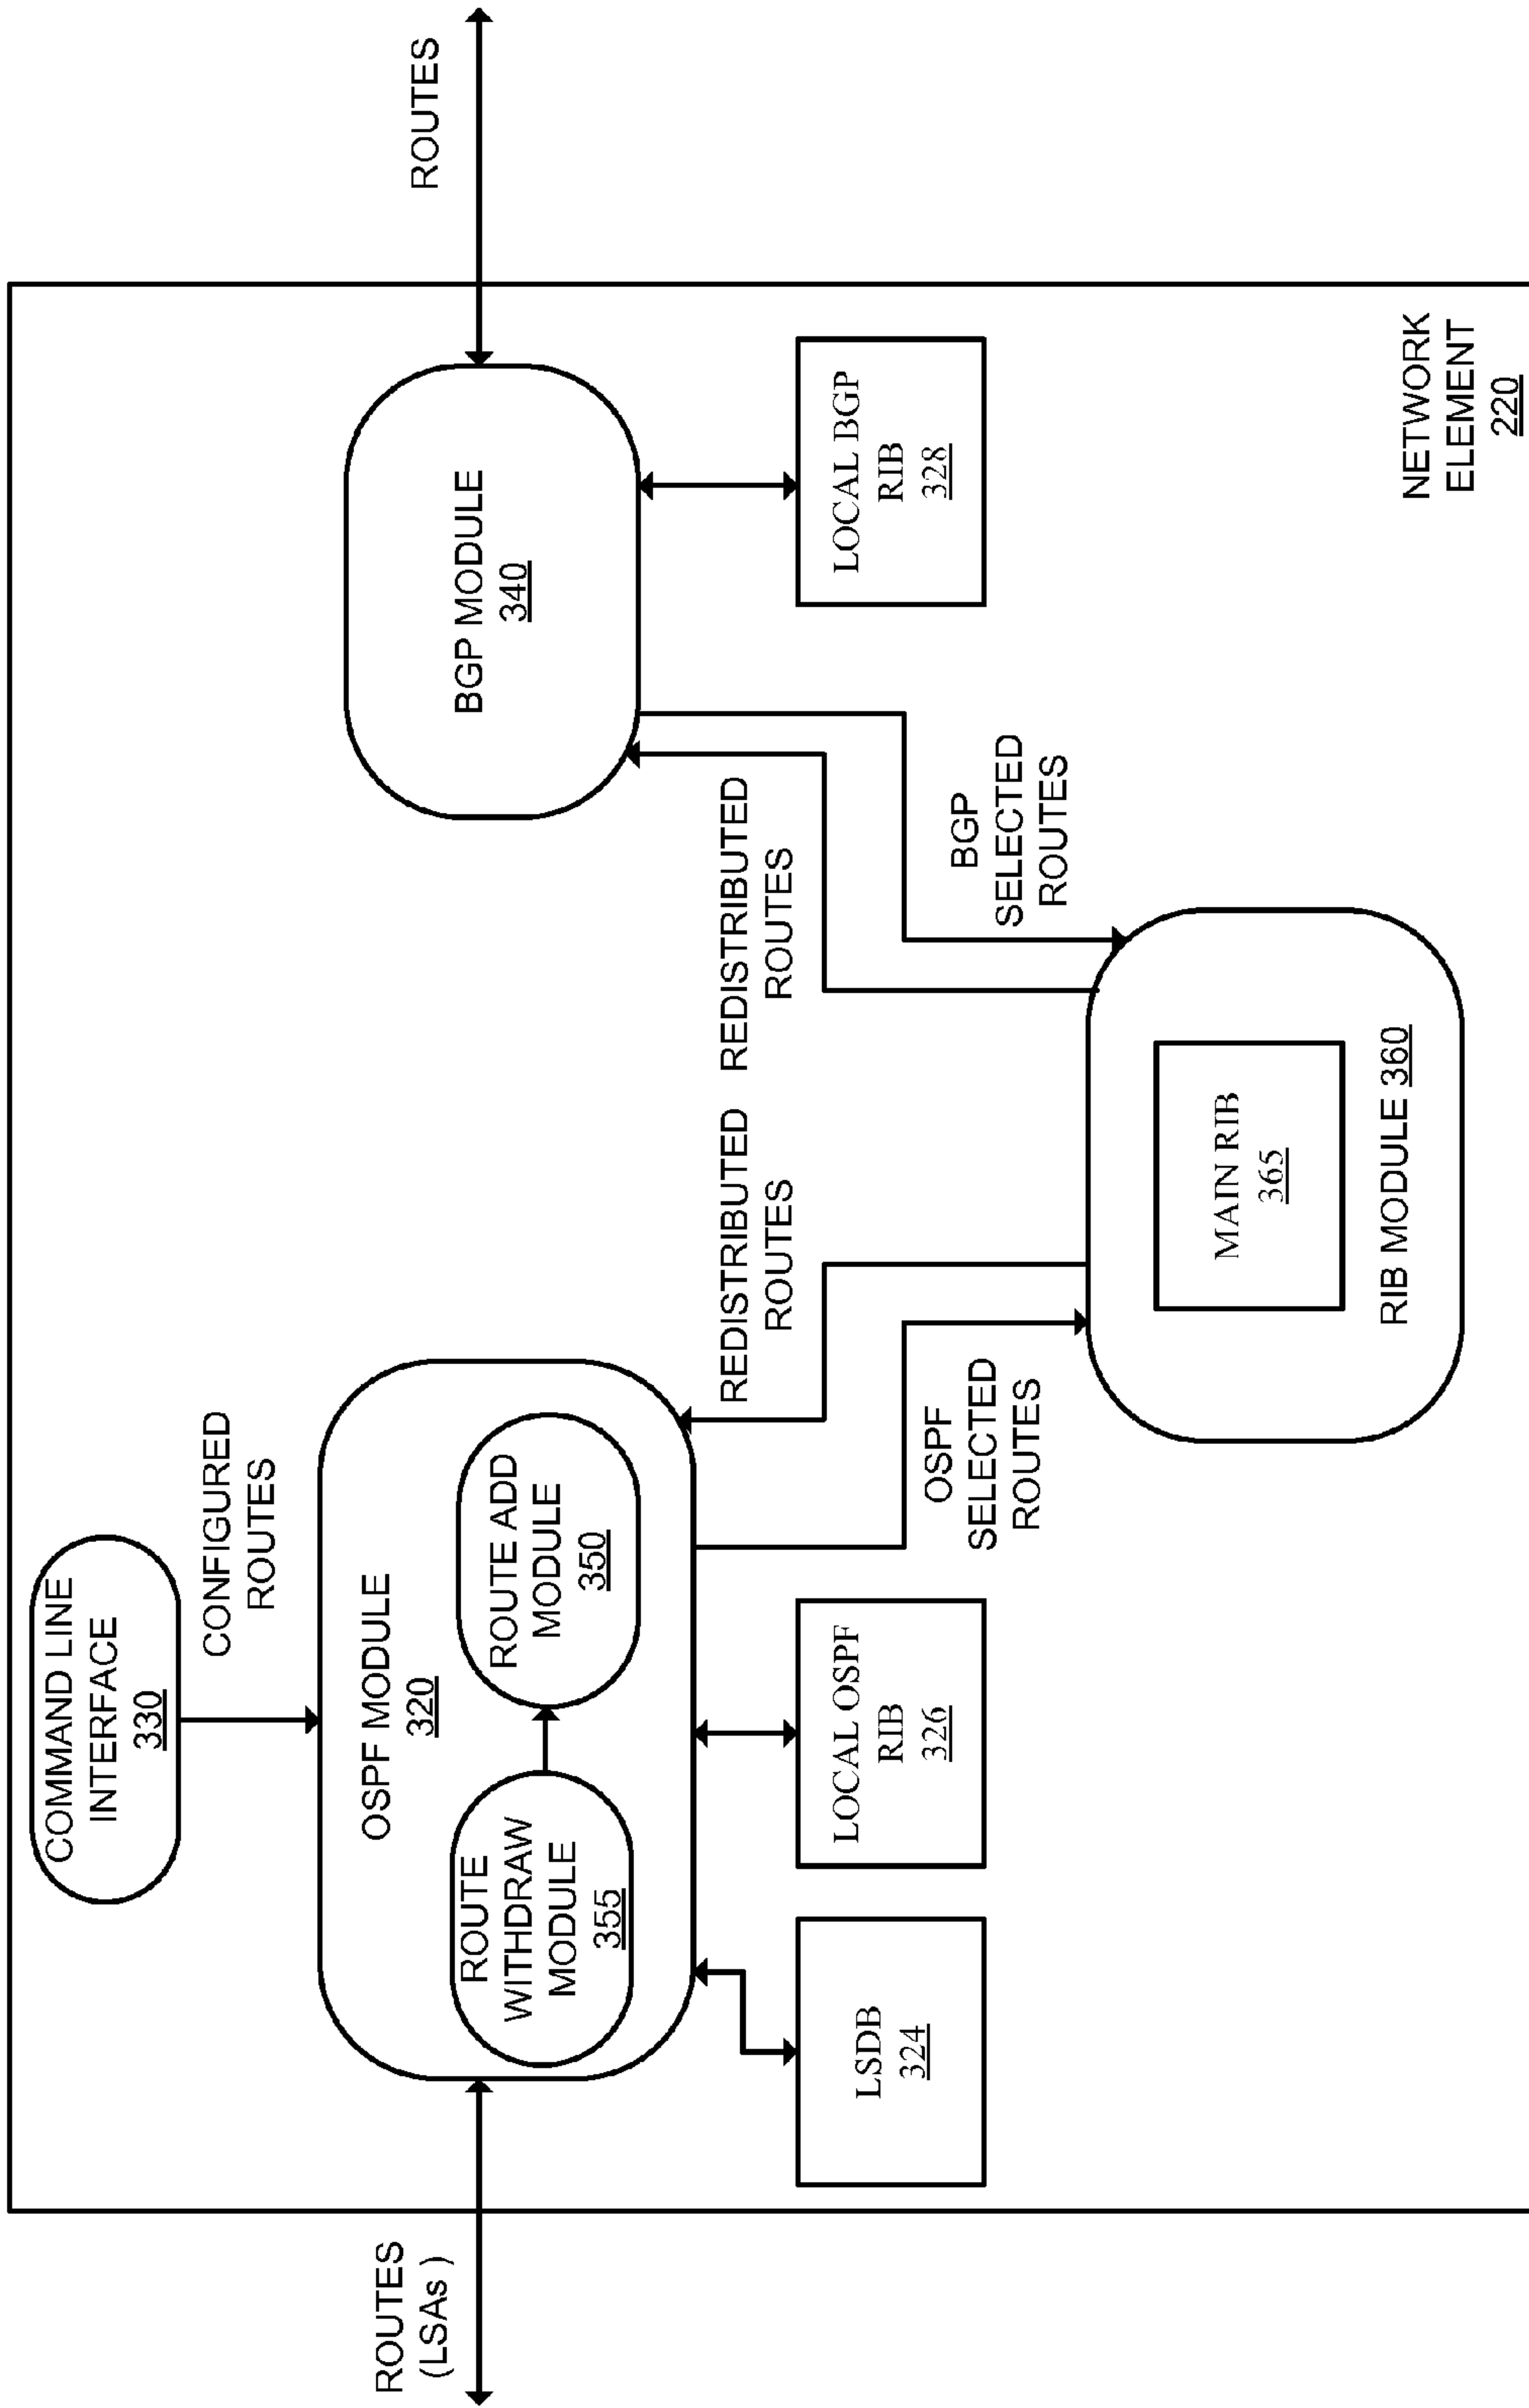 COMMAND LINE
INTERFACE
330
CONFIGURED
ROUTES
ROUTES
(LSAs )
OSPF MODULE
320
ROUTE
WITHDRAW
MODULE
355
ROUTE ADD
MODULE
350
BGP MODULE
340
ROUTES
LSDB
324
LOCAL OSPF
RIB
326
LOCAL BGP
RIB
328
REDISTRIBUTED
ROUTES
REDISTRIBUTED
ROUTES
OSPF
SELECTED
ROUTES
BGP
SELECTED
ROUTES
MAIN RIB
365
RIB MODULE 360
NETWORK
ELEMENT
220